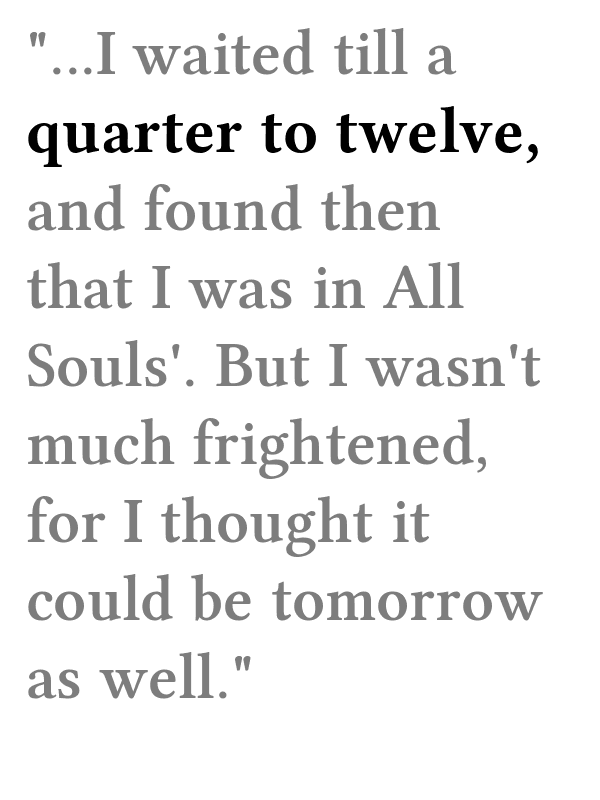 "...I waited till a
quarter to twelve,
and found then
that I was in All
Souls'. But I wasn't
much frightened,
for I thought it
could be tomorrow
as well."